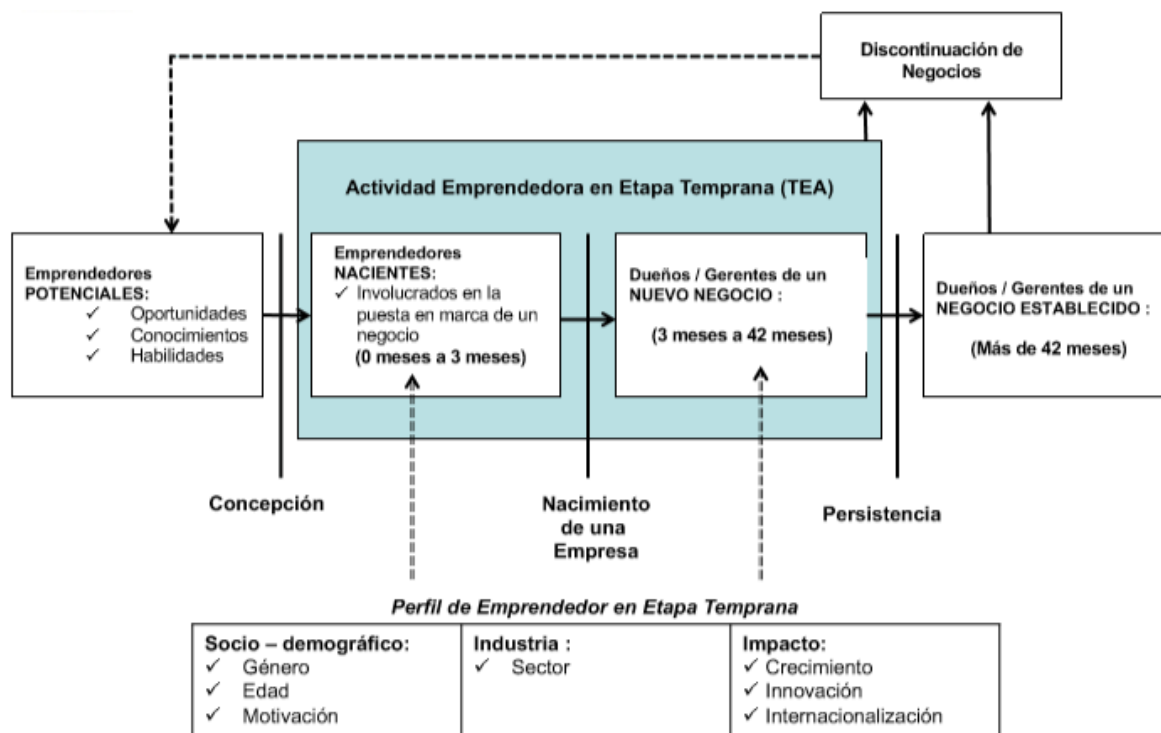 Discontinuación de
Negocios
Actividad Emprendedora en Etapa Temprana (TEA)
Emprendedores
POTENCIALES:
✓ Oportunidades
✓ Conocimientos
✓ Habilidades
Emprendedores
NACIENTES:
✓ Involucrados en la
puesta en marca de un
negocio
(0 meses a 3 meses)
Dueños / Gerentes de un
NUEVO NEGOCIO :
(3 meses a 42 meses)
Dueños / Gerentes de un
NEGOCIO ESTABLECIDO :
(Más de 42 meses)
Concepción
Nacimiento
de una
Empresa
Persistencia
Perfil de Emprendedor en Etapa Temprana
Socio – demográfico:
✓ Género
✓ Edad
✓ Motivación
Industria :
✓ Sector
Impacto:
✓ Crecimiento
✓ Innovación
✓ Internacionalización